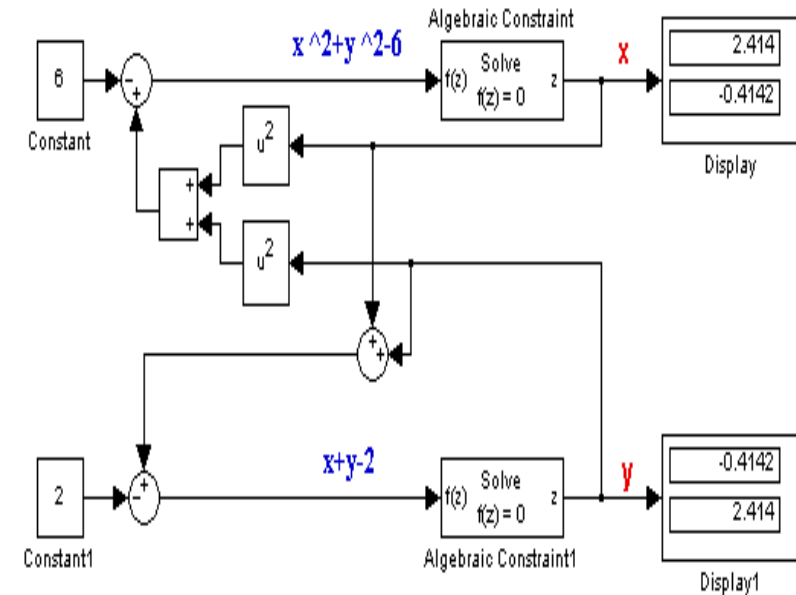 Algebraic Constraint
x ^2+y ^2-6
x
6
-
+
f(z)
Solve
f(z) = 0
z
2.414
-0.4142
Constant
Display
u2
+
+
u2
+
+
x+y-2
y
2
+
-
f(z)
Solve
f(z) = 0
z
-0.4142
2.414
Constant1
Algebraic Constraint1
Display1